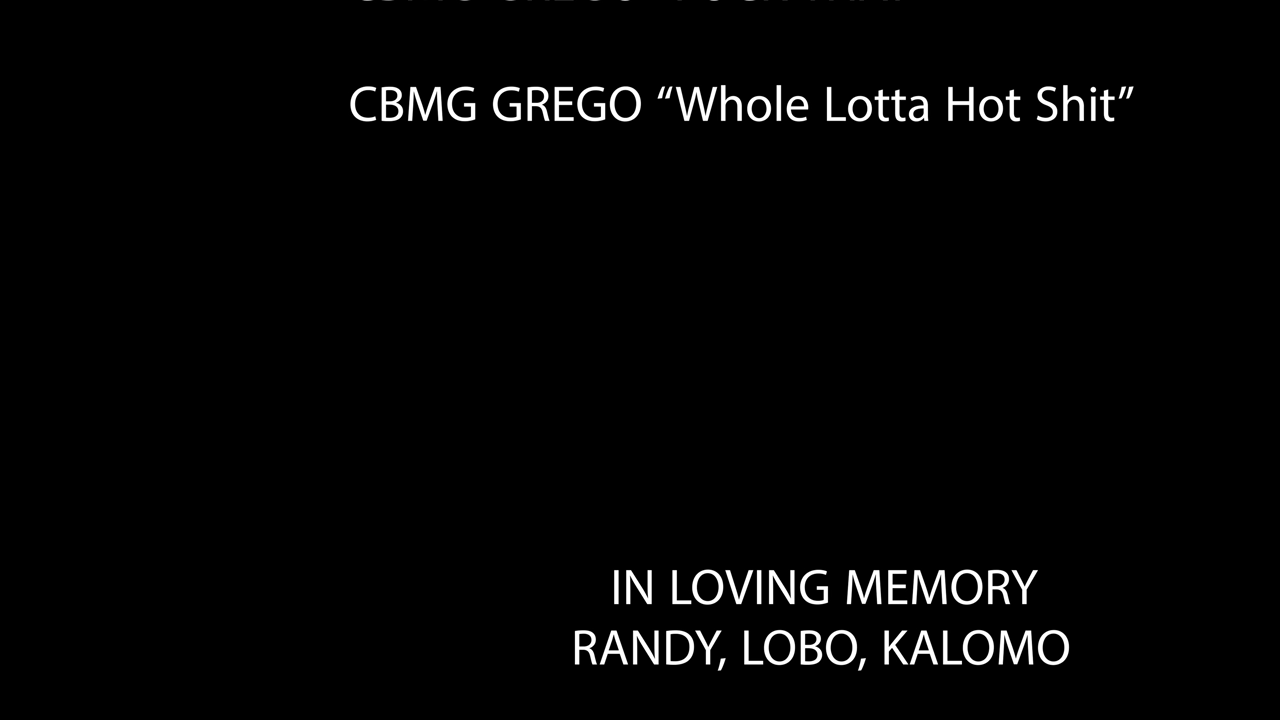 CBMG GREGO “Whole Lotta Hot Shit”
IN LOVING MEMORY
RANDY, LOBO, KALOMO